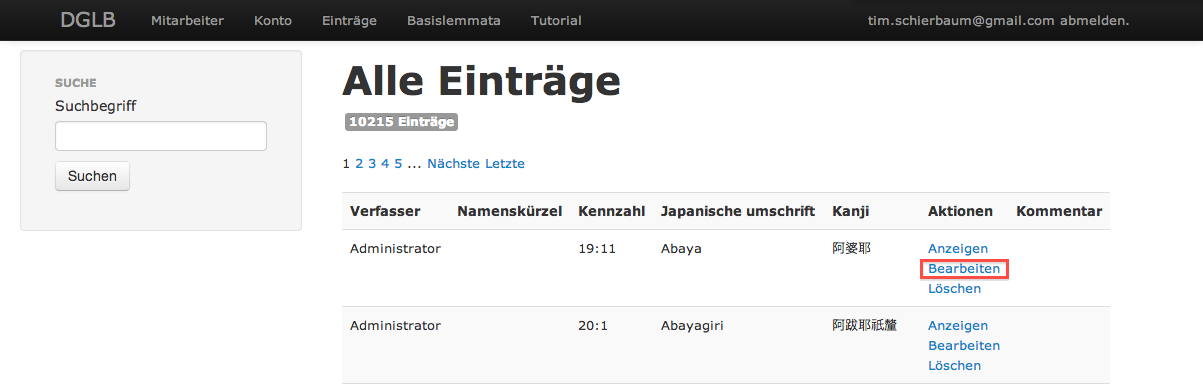 DGLB Mitarbeiter Konto Einträge Basislemmata Tutorial tim.schierbaum@gmail.com abmelden.
SUCHE
Suchbegriff
Suchen
Alle Einträge
10215 Einträge
1 2 3 4 5 ... Nächste Letzte
Verfasser Namenskürzel Kennzahl Japanische umschrift Kanji Aktionen Kommentar
Administrator 19:11 Abaya 阿婆耶 Anzeigen
Bearbeiten
Löschen
Administrator 20:1 Abayagiri 阿跋耶祇釐 Anzeigen
Bearbeiten
Löschen